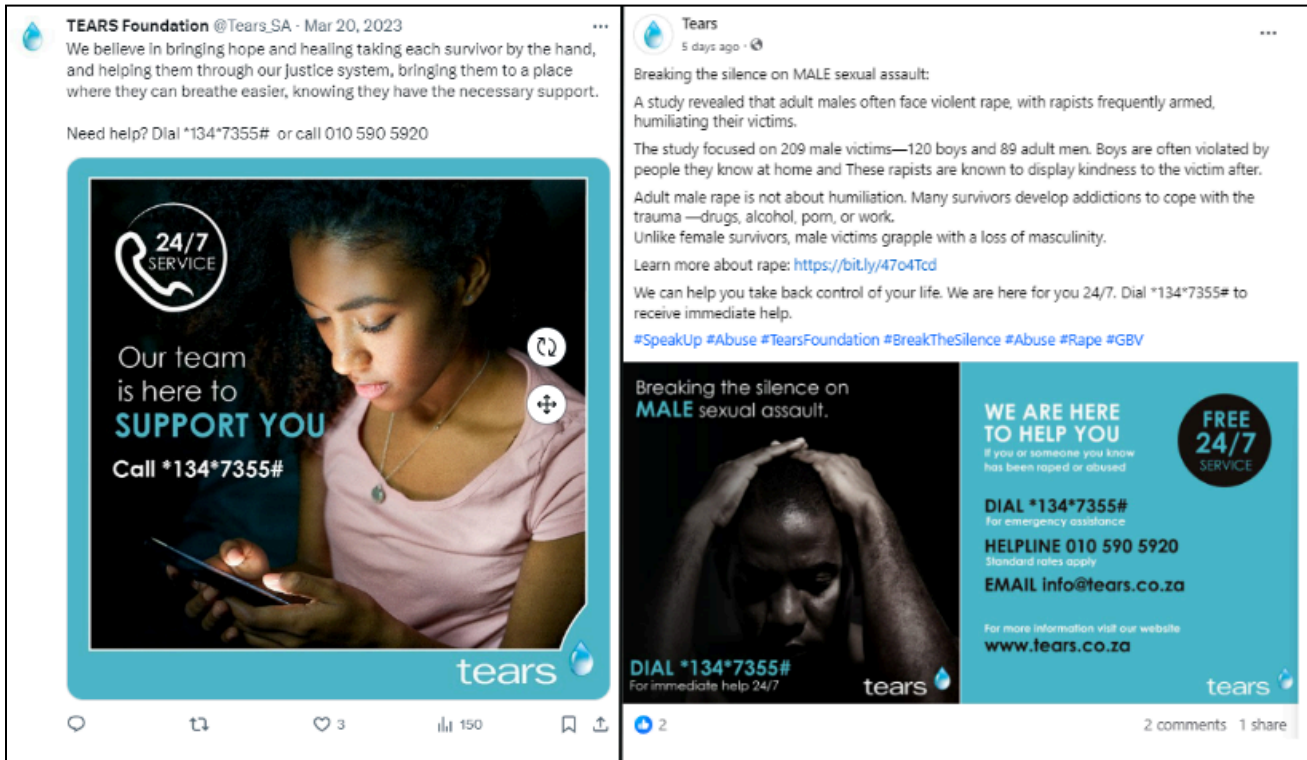 TEARS Foundation @Tears_SA · Mar 20, 2023
We believe in bringing hope and healing taking each survivor by the hand,
and helping them through our justice system, bringing them to a place
where they can breathe easier, knowing they have the necessary support.
Need help? Dial *134*7355# or call 010 590 5920
24/7
SERVICE
Our team
is here to
SUPPORT YOU
Call *134*7355#
tears
3
150
Tears
5 days ago ·
Breaking the silence on MALE sexual assault:
A study revealed that adult males often face violent rape, with rapists frequently armed,
humiliating their victims.
The study focused on 209 male victims—120 boys and 89 adult men. Boys are often violated by
people they know at home and These rapists are known to display kindness to the victim after.
Adult male rape is not about humiliation. Many survivors develop addictions to cope with the
trauma —drugs, alcohol, porn, or work.
Unlike female survivors, male victims grapple with a loss of masculinity.
Learn more about rape: https://bit.ly/47o4Tcd
We can help you take back control of your life. We are here for you 24/7. Dial *134*7355# to
receive immediate help.
#SpeakUp #Abuse #TearsFoundation #BreakTheSilence #Abuse #Rape #GBV
Breaking the silence on
MALE sexual assault.
DIAL *134*7355#
For immediate help 24/7
tears
WE ARE HERE
TO HELP YOU
If you or someone you know
has been raped or abused
FREE
24/7
SERVICE
DIAL *134*7355#
For emergency assistance
HELPLINE 010 590 5920
Standard rates apply
EMAIL info@tears.co.za
For more information visit our website
www.tears.co.za
tears
2
2 comments 1 share